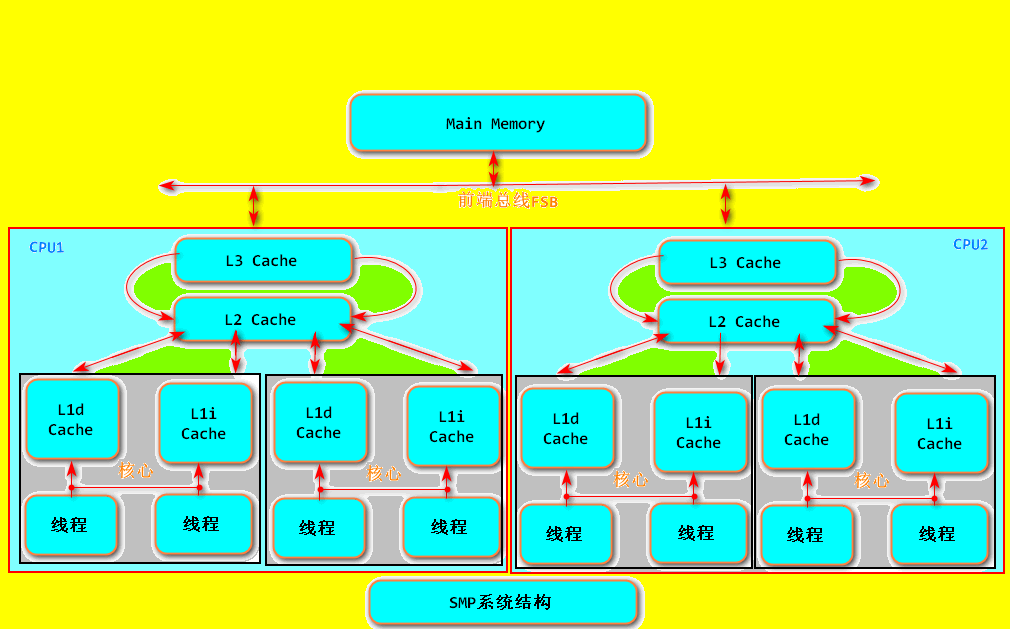 Main Memory
前端总线FSB
CPU1
CPU2
L3 Cache
L3 Cache
L2 Cache
L2 Cache
L1d
Cache
L1i
Cache
L1d
Cache
L1i
Cache
L1d
Cache
L1i
Cache
L1d
Cache
L1i
Cache
核心
核心
核心
核心
线程
线程
线程
线程
线程
线程
线程
线程
SMP系统结构